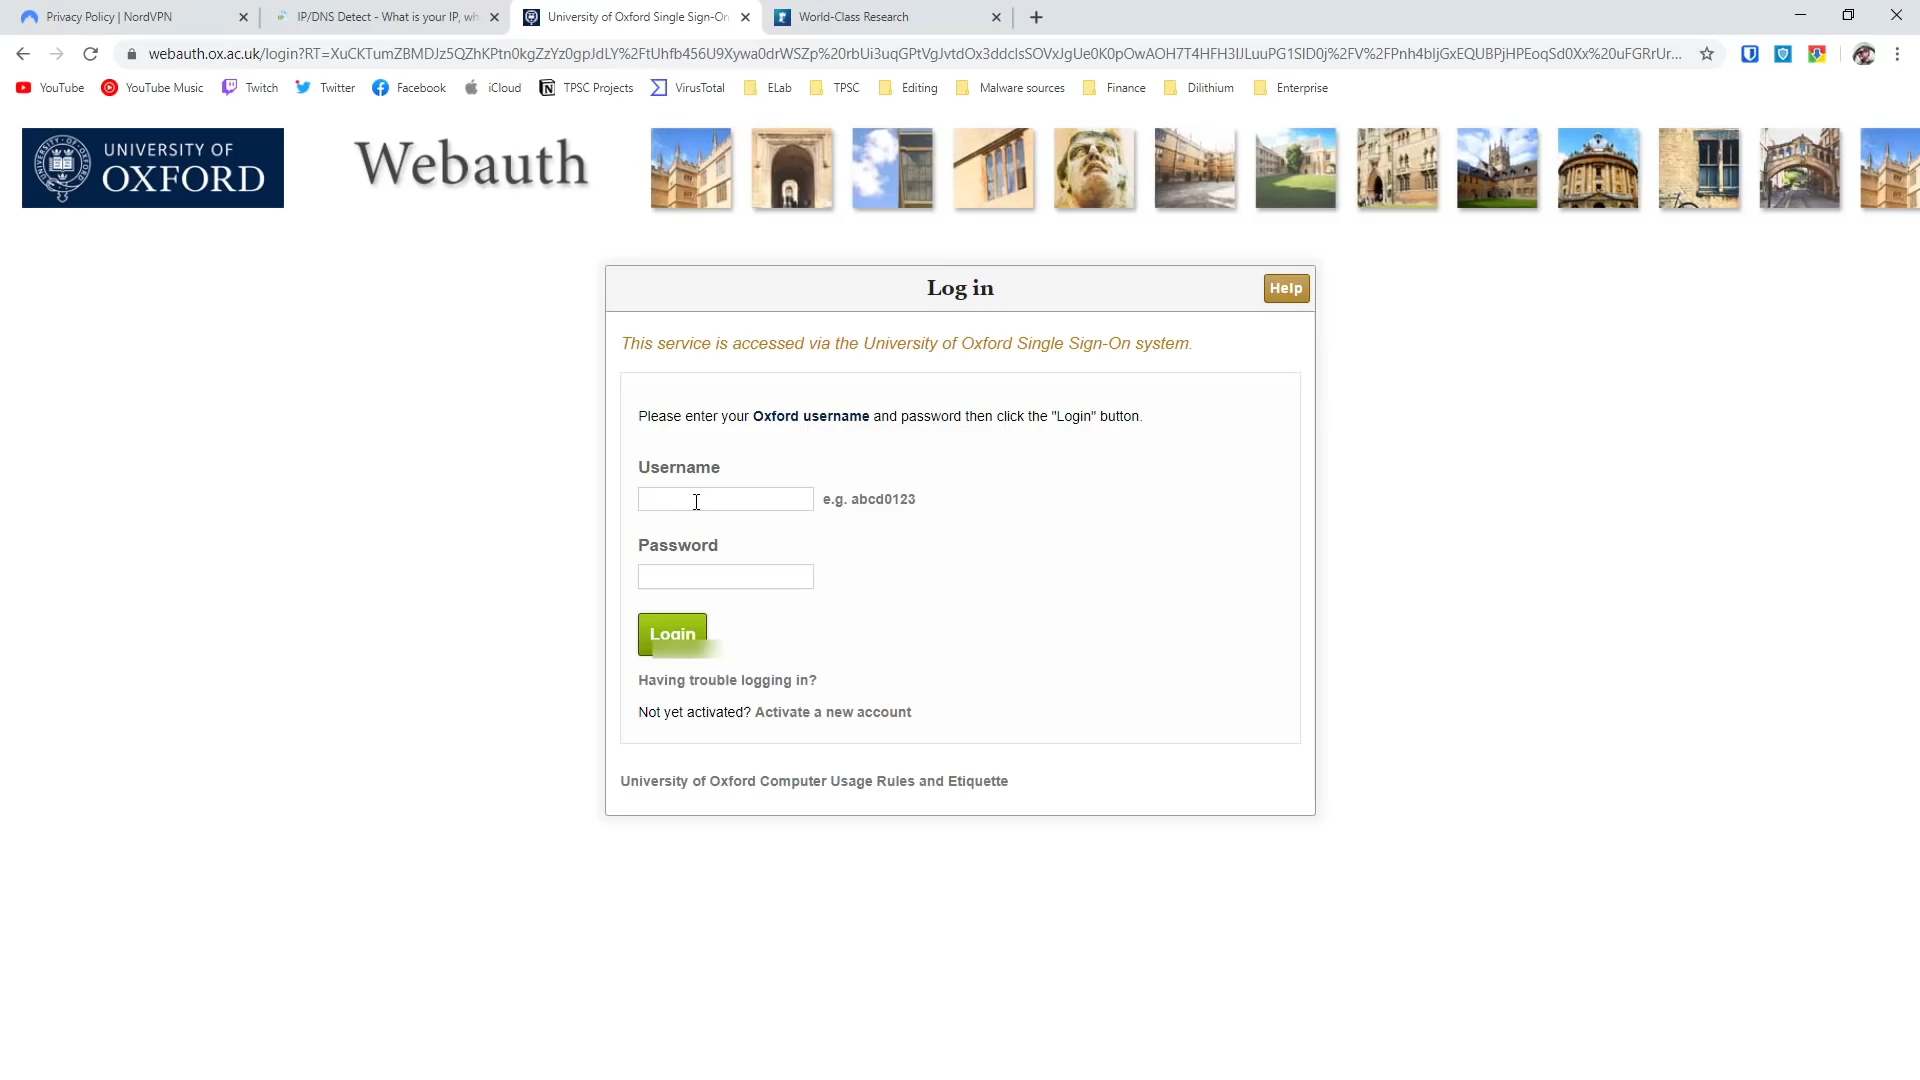 Privacy Policy | NordVPN
IP/DNS Detect - What is your IP, wh
University of Oxford Single Sign-On
World-Class Research
webauth.ox.ac.uk/login?RT=XuCKTumZBMDJz5QZhKPtn0kgZzYz0gpJdLY%2FtUhfb456U9Xywa0drWSZp%20rbUi3uqGPtVgJvtdOx3ddclsSOVxJgUe0K0pOwAOH7T4HFH3IJLuuPG1SlD0j%2FV%2FPnh4bljGxEQUBPjHPEoqSd0Xx%20uFGRrUr...
YouTube
YouTube Music
Twitch
Twitter
Facebook
iCloud
TPSC Projects
VirusTotal
ELab
TPSC
Editing
Malware sources
Finance
Dilithium
Enterprise
UNIVERSITY OF
OXFORD
Webauth
Log in
Help
This service is accessed via the University of Oxford Single Sign-On system.
Please enter your Oxford username and password then click the "Login" button.
Username
e.g. abcd0123
Password
Login
Having trouble logging in?
Not yet activated? Activate a new account
University of Oxford Computer Usage Rules and Etiquette